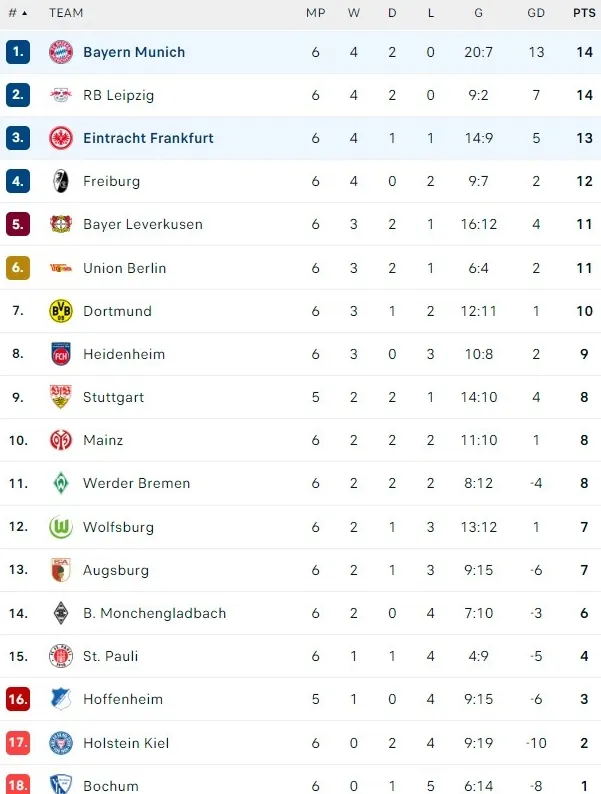 # TEAM MP W D L G GD PTS
1. Bayern Munich 6 4 2 0 20:7 13 14
2. RB Leipzig 6 4 2 0 9:2 7 14
3. Eintracht Frankfurt 6 4 1 1 14:9 5 13
4. Freiburg 6 4 0 2 9:7 2 12
5. Bayer Leverkusen 6 3 2 1 16:12 4 11
6. Union Berlin 6 3 2 1 6:4 2 11
7. Dortmund 6 3 1 2 12:11 1 10
8. Heidenheim 6 3 0 3 10:8 2 9
9. Stuttgart 5 2 2 1 14:10 4 8
10. Mainz 6 2 2 2 11:10 1 8
11. Werder Bremen 6 2 2 2 8:12 -4 8
12. Wolfsburg 6 2 1 3 13:12 1 7
13. Augsburg 6 2 1 3 9:15 -6 7
14. B. Monchengladbach 6 2 0 4 7:10 -3 6
15. St. Pauli 6 1 1 4 4:9 -5 4
16. Hoffenheim 5 1 0 4 9:15 -6 3
17. Holstein Kiel 6 0 2 4 9:19 -10 2
18. Bochum 6 0 1 5 6:14 -8 1